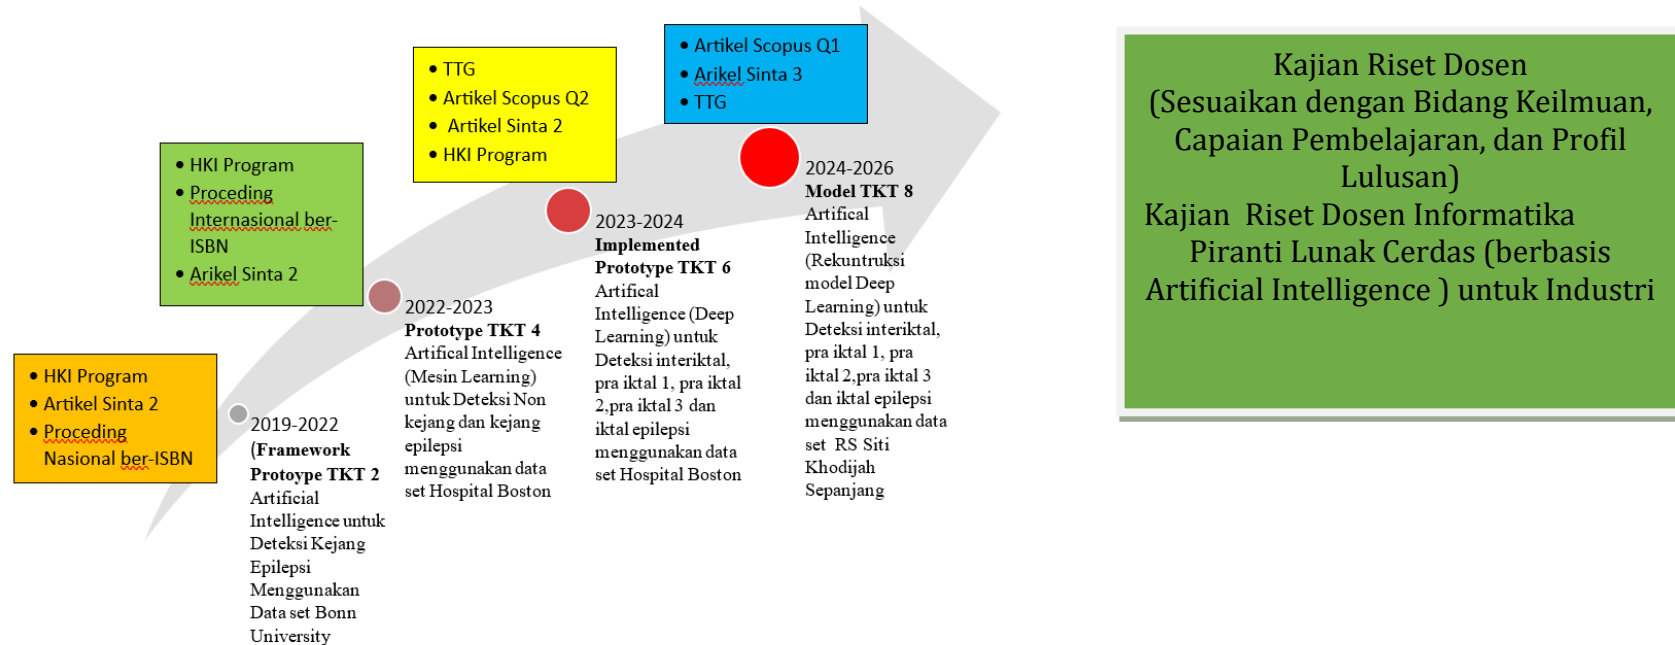 • HKI Program
• Artikel Sinta 2
• Proceding
Nasional ber-ISBN
2019-2022
(Framework
Protoype TKT 2
Artificial
Intelligence untuk
Deteksi Kejang
Epilepsi
Menggunakan
Data set Bonn
University
• HKI Program
• Proceding
Internasional ber-
ISBN
• Arikel Sinta 2
2022-2023
Prototype TKT 4
Artifical Intelligence
(Mesin Learning)
untuk Deteksi Non
kejang dan kejang
epilepsi
menggunakan data
set Hospital Boston
• TTG
• Artikel Scopus Q2
• Artikel Sinta 2
• HKI Program
2023-2024
Implemented
Prototype TKT 6
Artifical
Intelligence (Deep
Learning) untuk
Deteksi interiktal,
pra iktal 1, pra iktal
2,pra iktal 3 dan
iktal epilepsi
menggunakan data
set Hospital Boston
• Artikel Scopus Q1
• Arikel Sinta 3
• TTG
2024-2026
Model TKT 8
Artifical
Intelligence
(Rekuntruksi
model Deep
Learning) untuk
Deteksi interiktal,
pra iktal 1, pra
iktal 2,pra iktal 3
dan iktal epilepsi
menggunakan data
set RS Siti
Khodijah
Sepanjang
Kajian Riset Dosen
(Sesuaikan dengan Bidang Keilmuan,
Capaian Pembelajaran, dan Profil
Lulusan)
Kajian Riset Dosen Informatika
Piranti Lunak Cerdas (berbasis
Artificial Intelligence ) untuk Industri